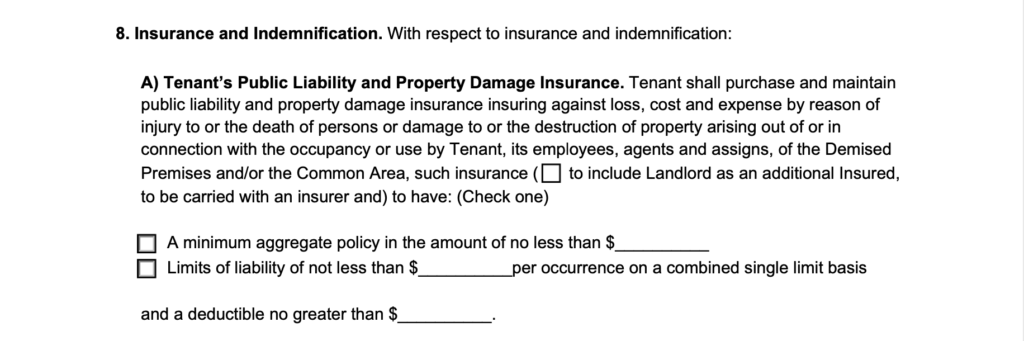 8. Insurance and Indemnification. With respect to insurance and indemnification:
A) Tenant's Public Liability and Property Damage Insurance. Tenant shall purchase and maintain
public liability and property damage insurance insuring against loss, cost and expense by reason of
injury to or the death of persons or damage to or the destruction of property arising out of or in
connection with the occupancy or use by Tenant, its employees, agents and assigns, of the Demised
Premises and/or the Common Area, such insurance (☐ to include Landlord as an additional Insured,
to be carried with an insurer and) to have: (Check one)
☐ A minimum aggregate policy in the amount of no less than $__________
☐ Limits of liability of not less than $__________per occurrence on a combined single limit basis
and a deductible no greater than $__________.